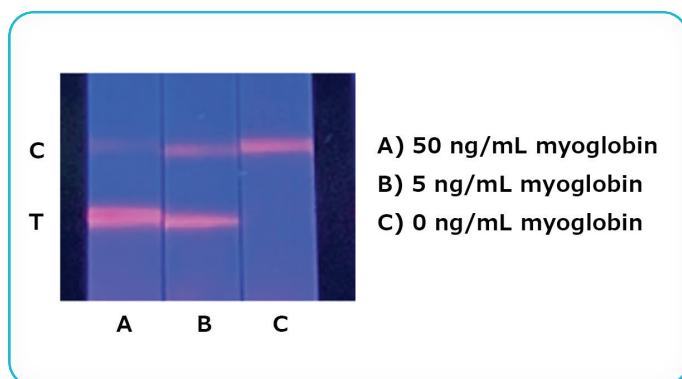 C
T
A B C
A) 50 ng/mL myoglobin
B) 5 ng/mL myoglobin
C) 0 ng/mL myoglobin